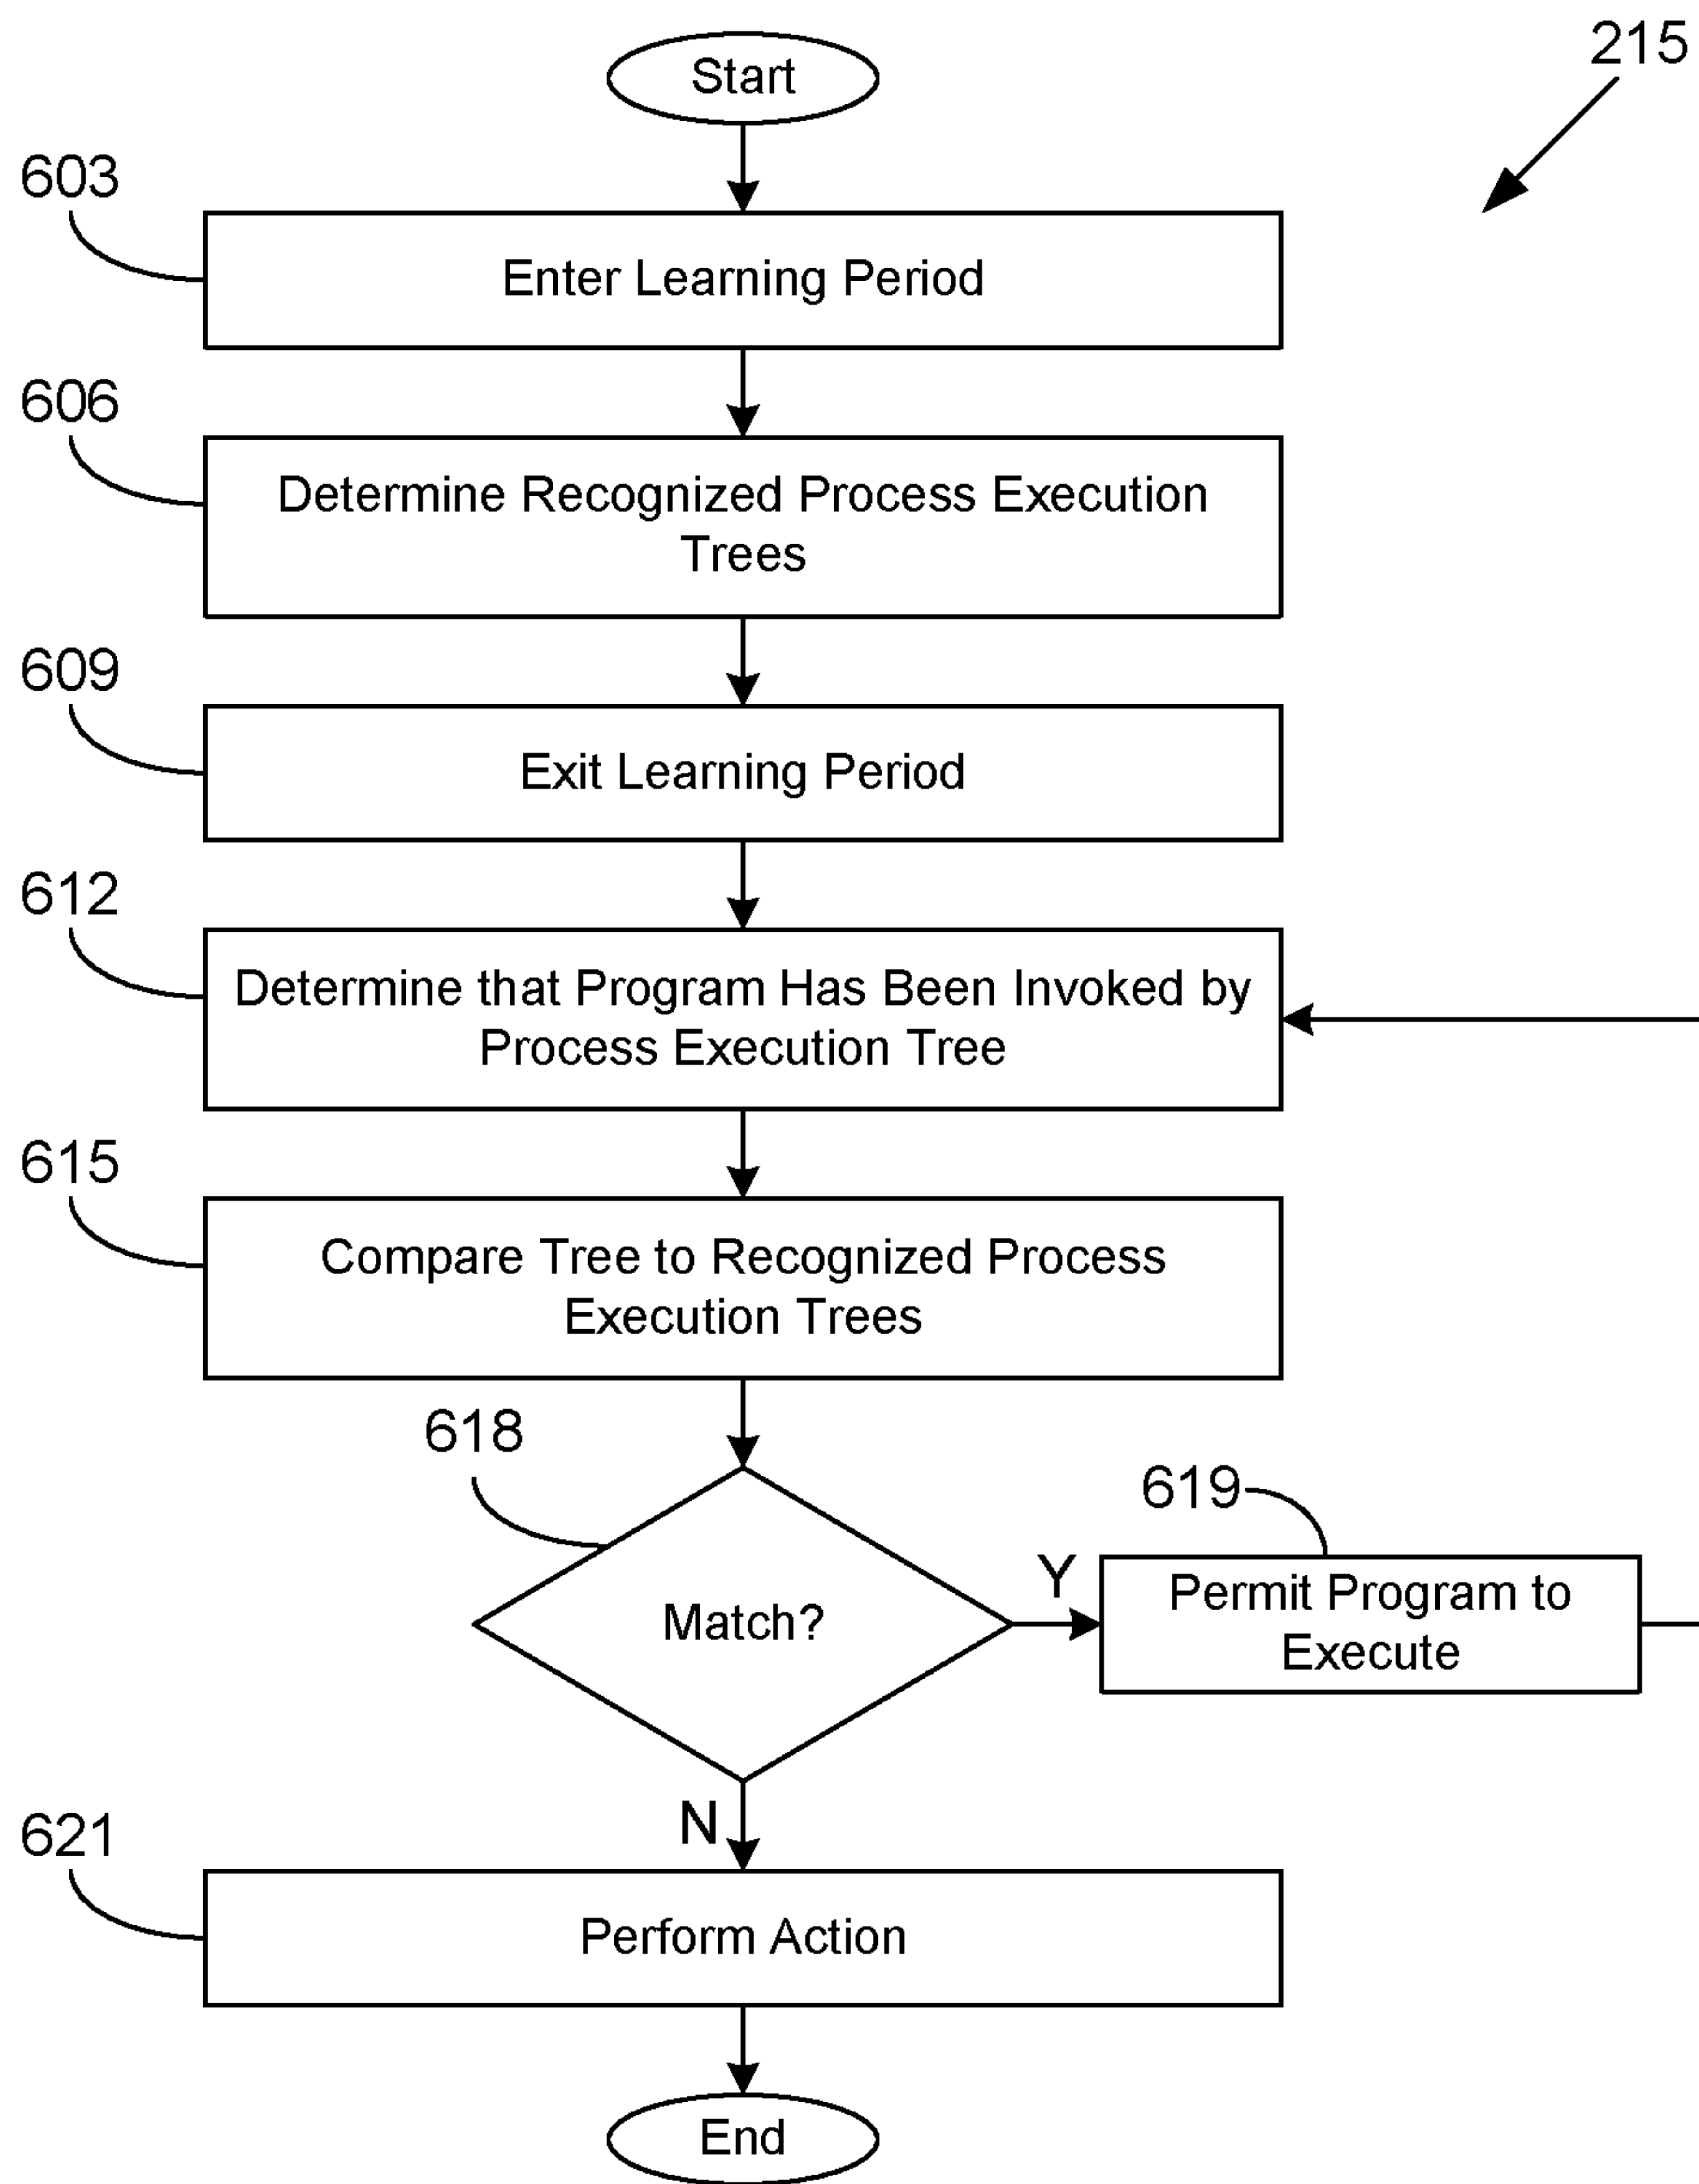 Start
215
603
Enter Learning Period
606
Determine Recognized Process Execution
Trees
609
Exit Learning Period
612
Determine that Program Has Been Invoked by
Process Execution Tree
615
Compare Tree to Recognized Process
Execution Trees
618
Match?
Y
619
Permit Program to
Execute
N
621
Perform Action
End